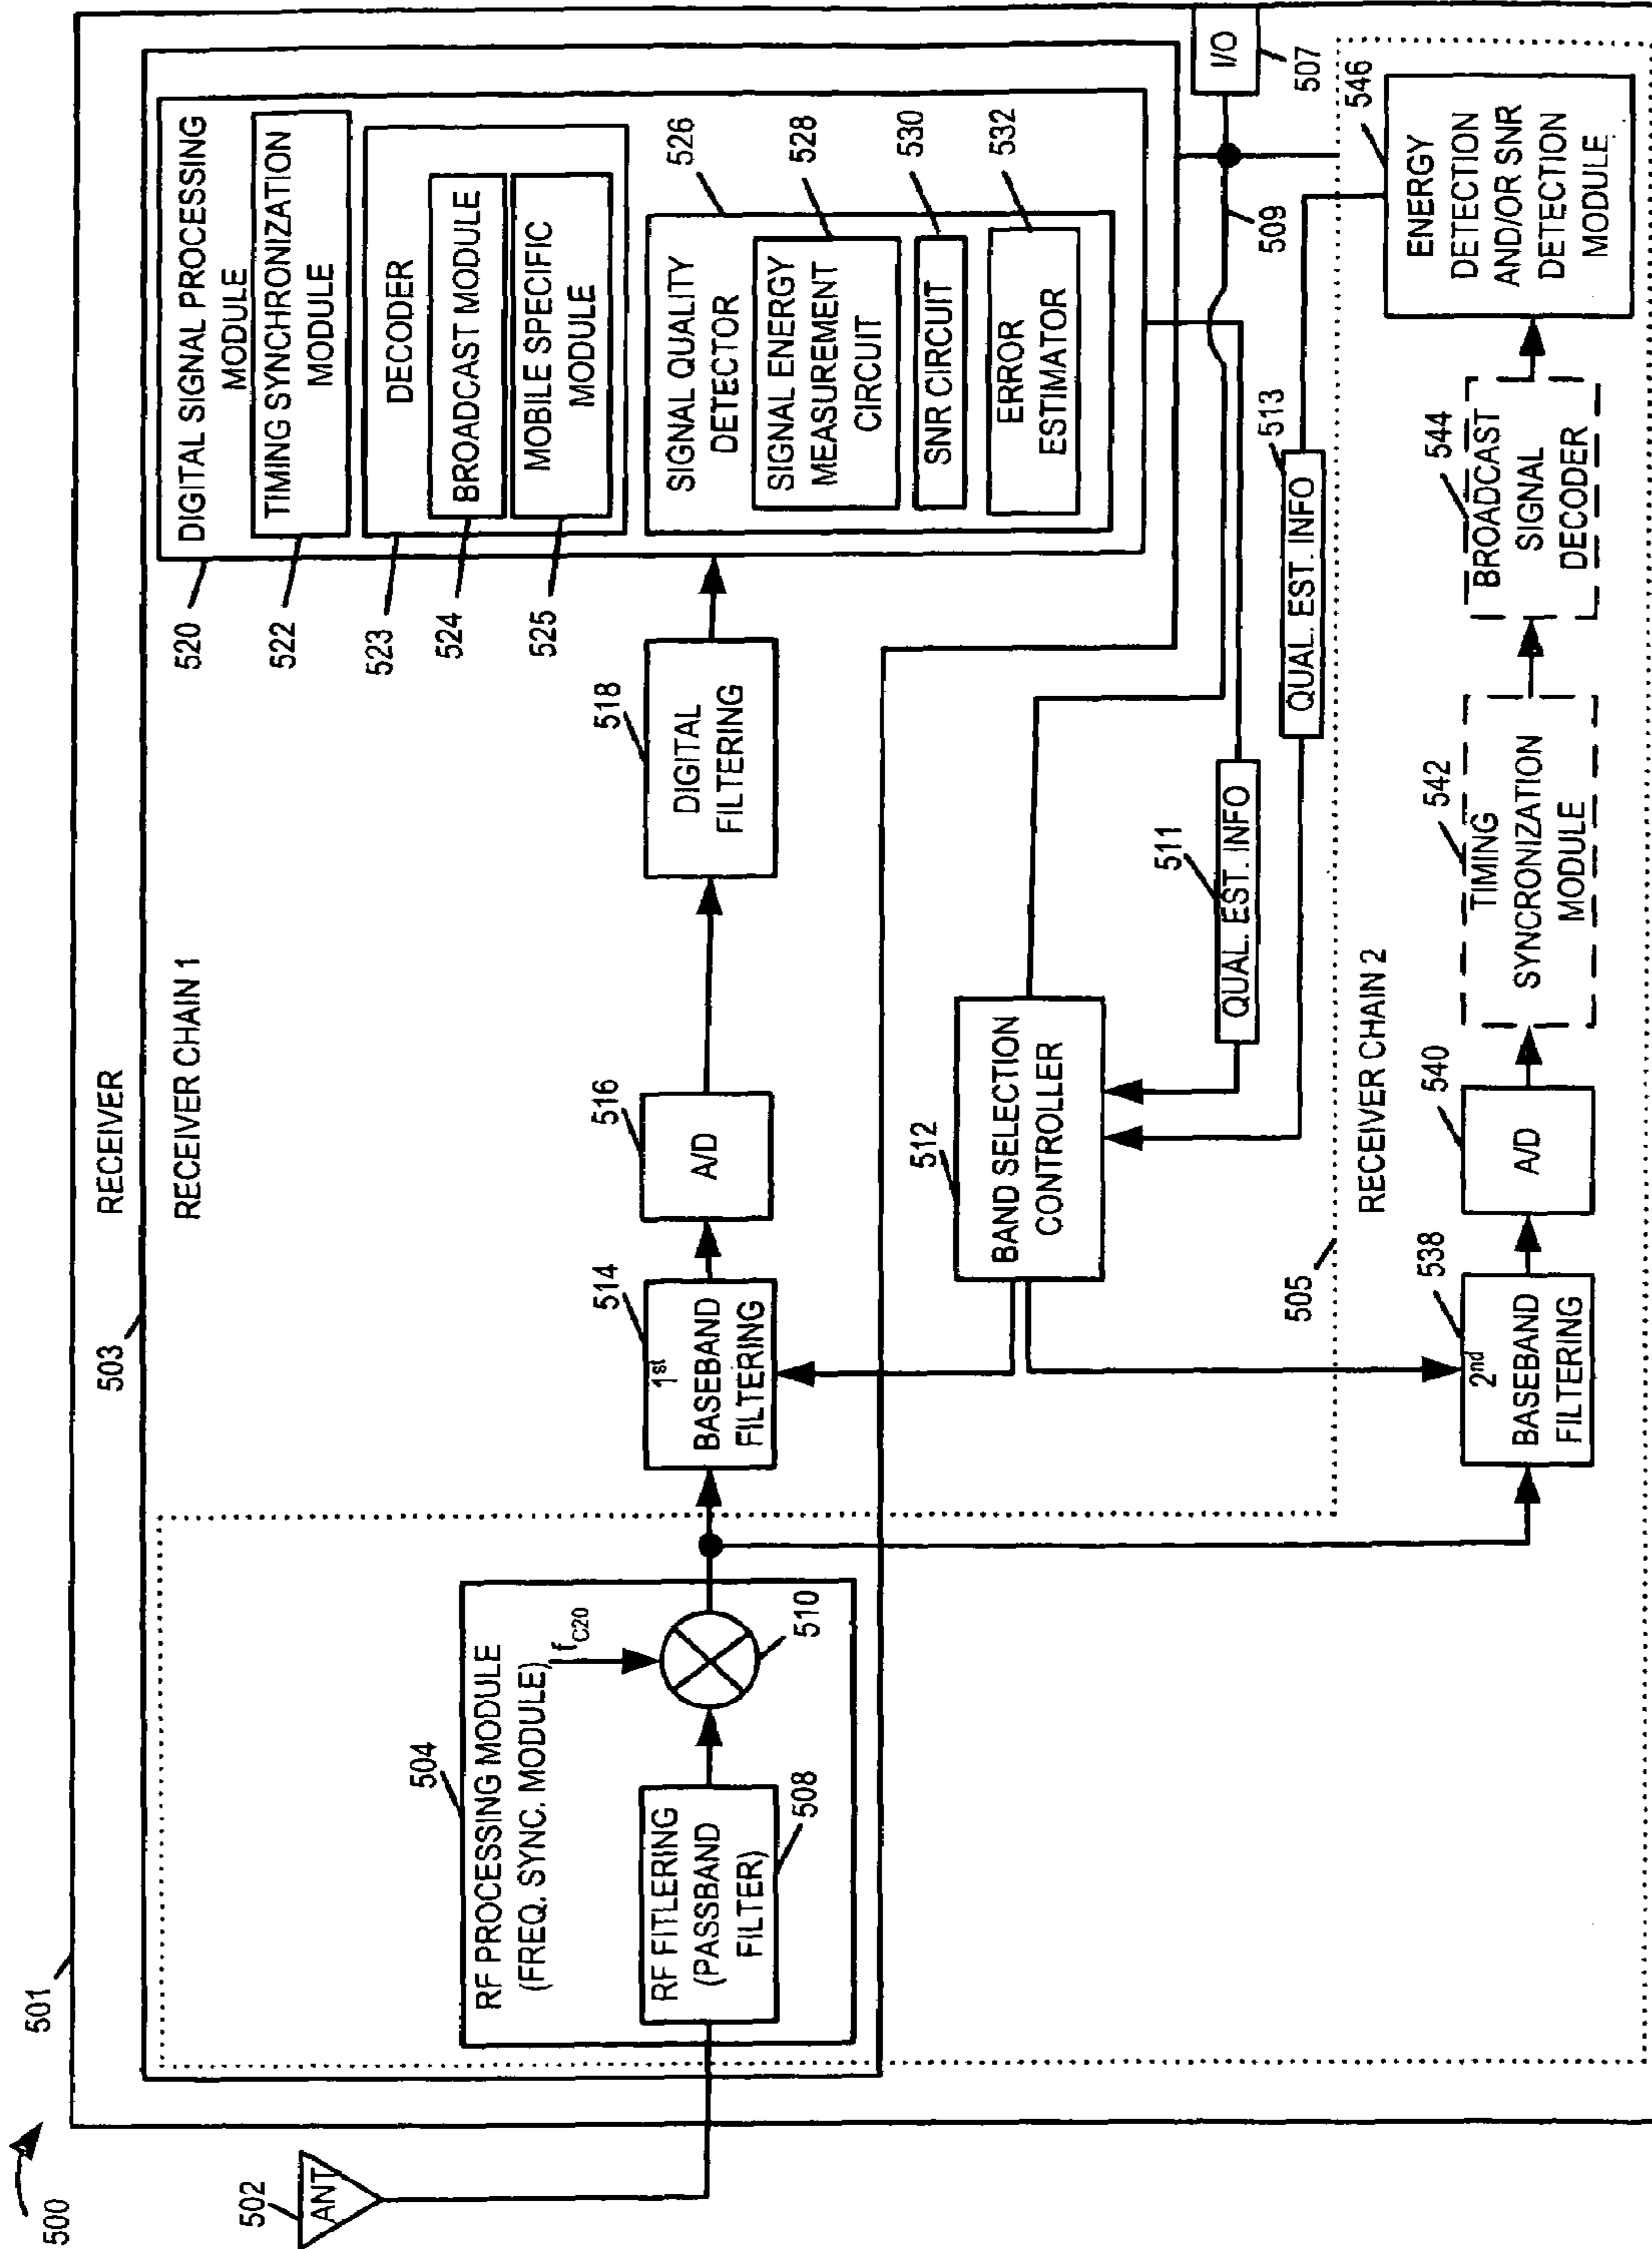 500
501
502
ANT
RECEIVER
503
RECEIVER CHAIN 1
504
RF PROCESSING MODULE
(FREQ. SYNC. MODULE)
fC20
RF FITLERING
(PASSBAND
FILTER)
508
510
514
1st
BASEBAND
FILTERING
516
A/D
518
DIGITAL
FILTERING
520
DIGITAL SIGNAL PROCESSING
MODULE
522
TIMING SYNCHRONIZATION
MODULE
523
DECODER
524
BROADCAST MODULE
525
MOBILE SPECIFIC
MODULE
526
SIGNAL QUALITY
DETECTOR
528
SIGNAL ENERGY
MEASUREMENT
CIRCUIT
530
SNR CIRCUIT
532
ERROR
ESTIMATOR
512
BAND SELECTION
CONTROLLER
511
QUAL. EST. INFO
513
QUAL. EST. INFO
509
I/O
507
505
RECEIVER CHAIN 2
538
2nd
BASEBAND
FILTERING
540
A/D
542
TIMING
SYNCRONIZATION
MODULE
544
BROADCAST
SIGNAL
DECODER
546
ENERGY
DETECTION
AND/OR SNR
DETECTION
MODULE